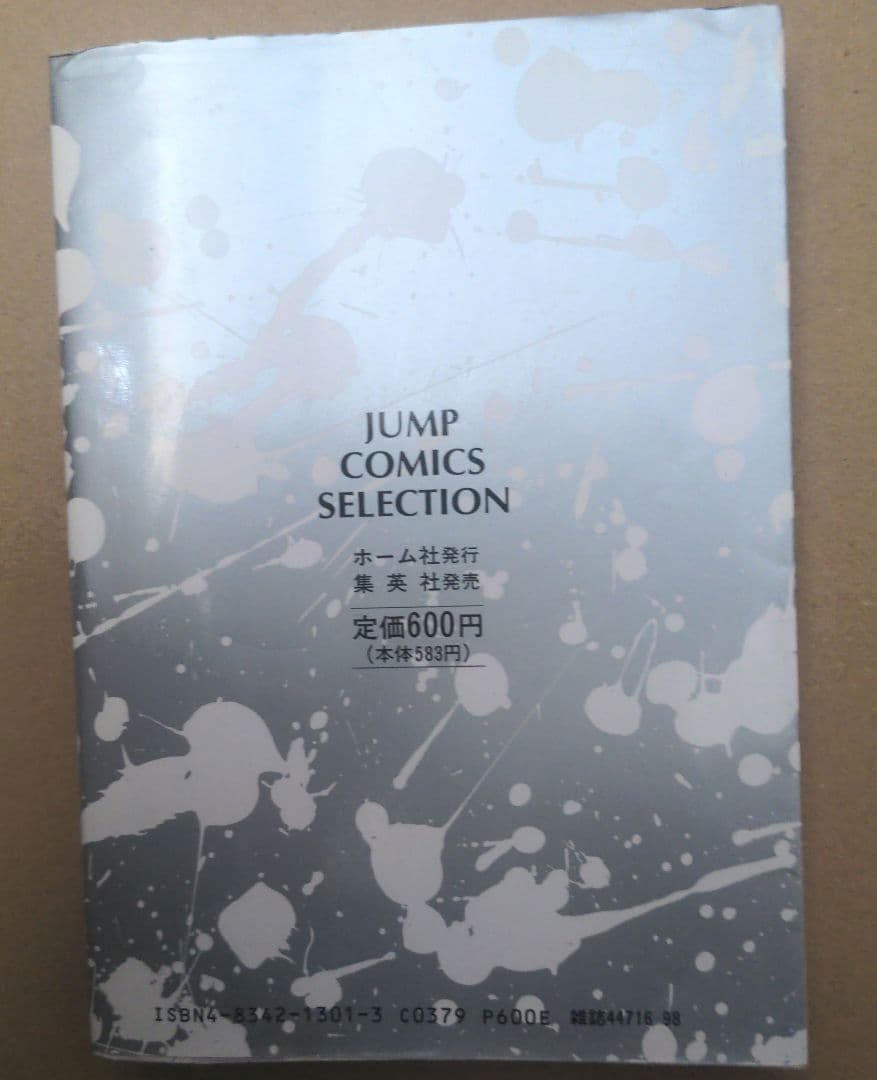 JUMP
COMICS
SELECTION
ホーム社発行
集英社発売
定価600円
(本体583円)
ISBN4-8342-1301-3 C0379 P600E 雑誌44716 98